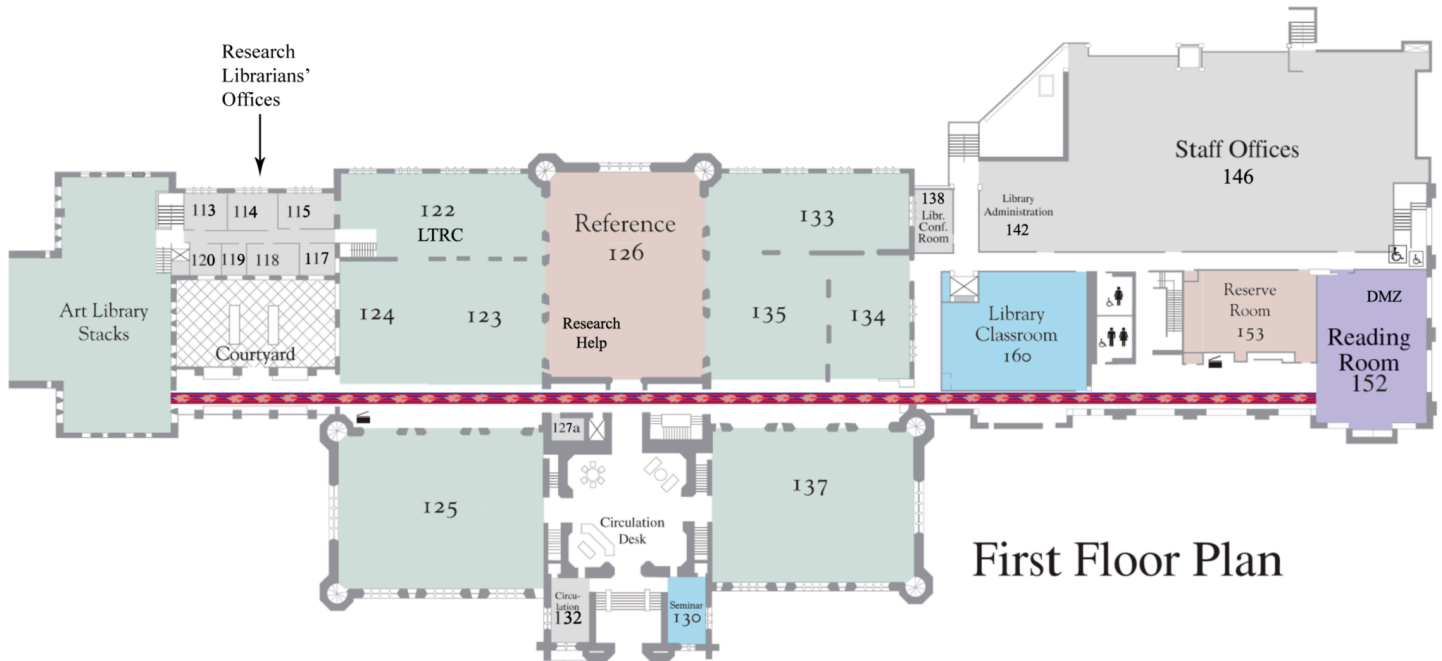 Research
Librarians'
Offices
113
114
115
120
119
118
117
Art Library
Stacks
Courtyard
122
LTRC
124
123
Reference
126
Research
Help
133
135
134
138
Libr.
Conf.
Room
Library
Administration
142
Staff Offices
146
Library
Classroom
160
Reserve
Room
153
DMZ
Reading
Room
152
125
127a
Circulation
Desk
137
Circu-
lation
132
Seminar
130
First Floor Plan